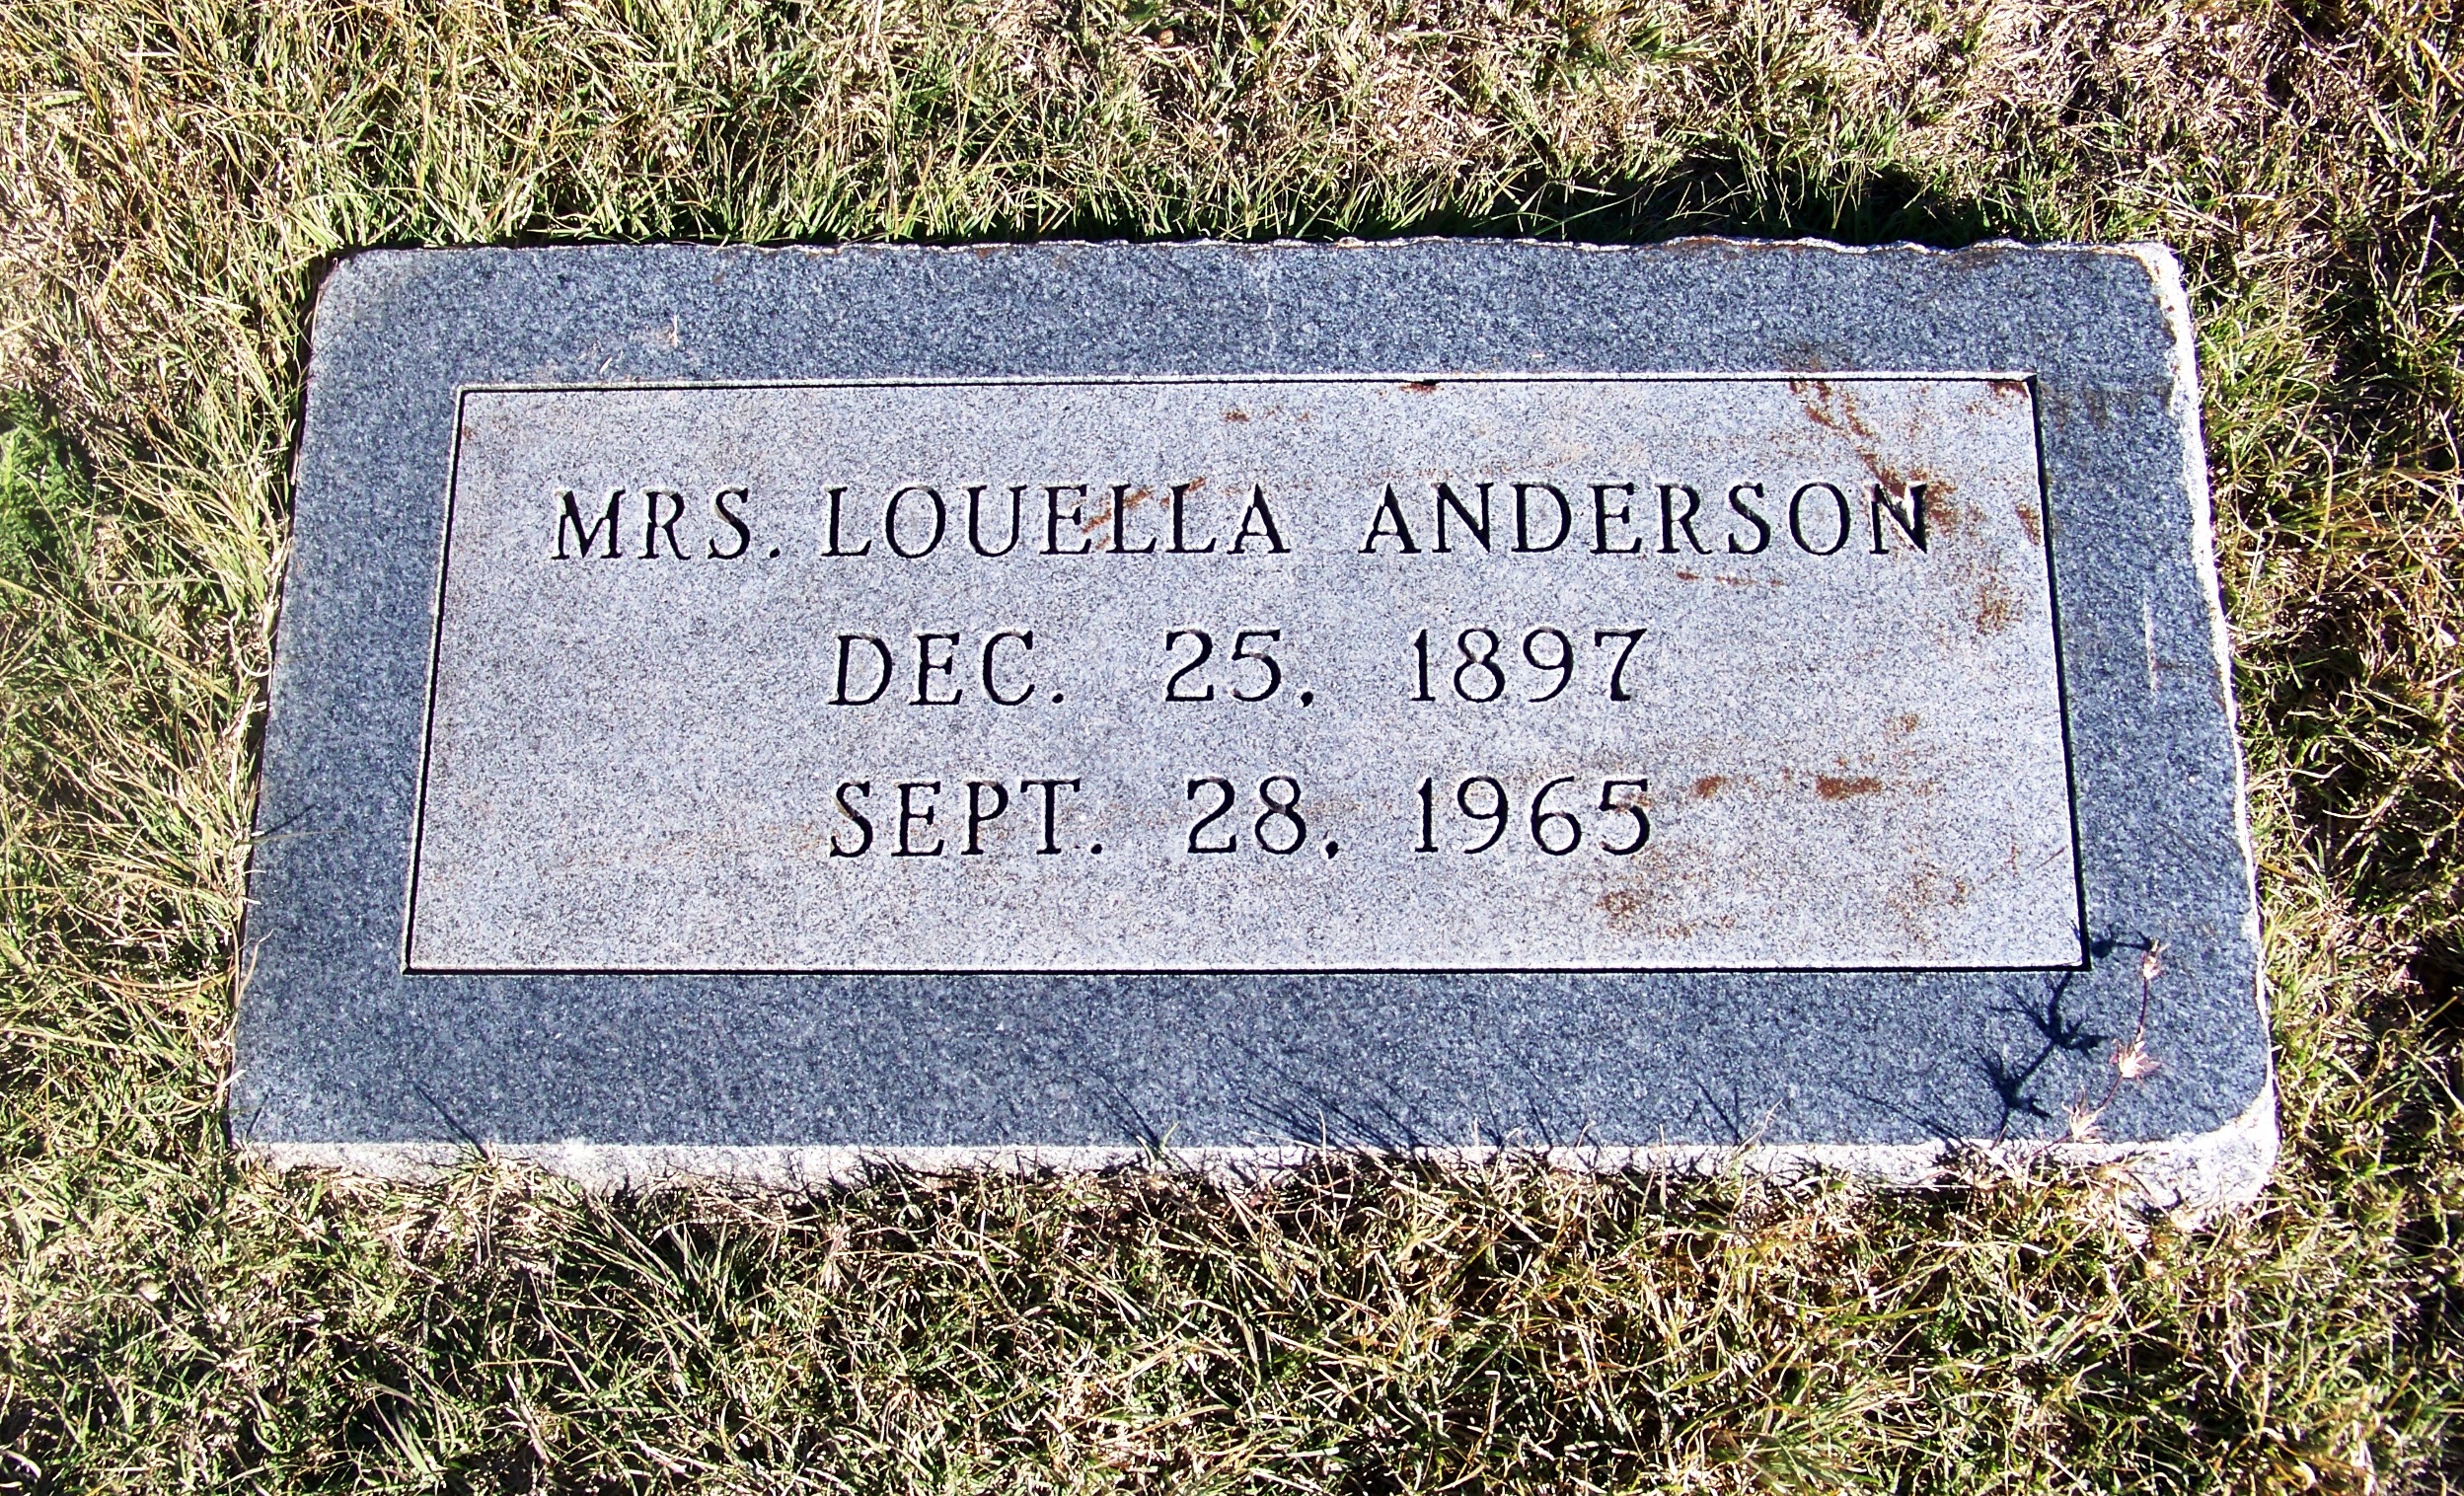 MRS. LOUELLA ANDERSON
DEC. 25, 1897
SEPT. 28, 1965